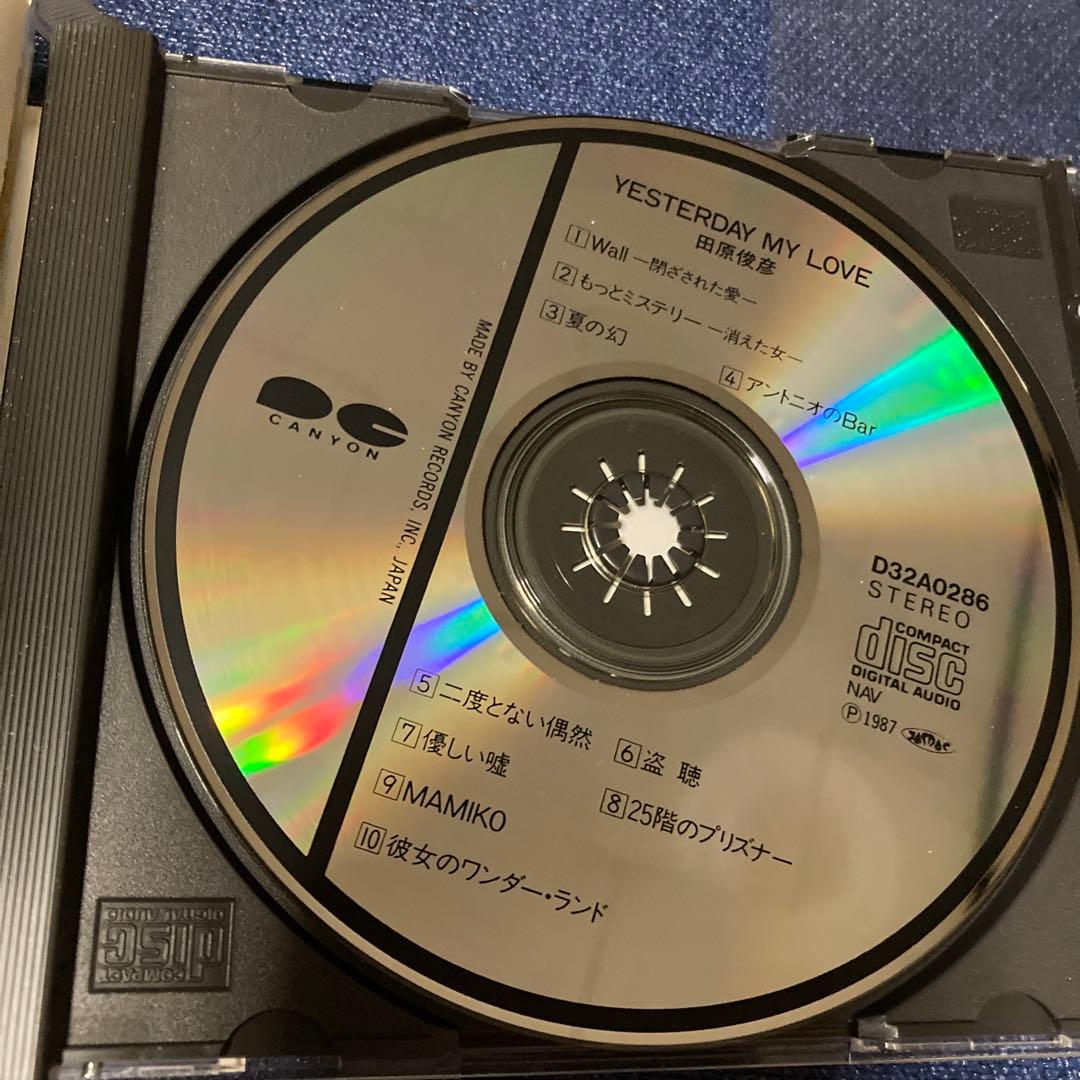 YESTERDAY MY LOVE
田原俊彦
1 Wall ―閉ざされた愛―
2 もっとミステリー ―消えた女―
3 夏の幻
4 アントニオのBar
CANYON
MADE BY CANYON RECORDS, INC., JAPAN
D32A0286
STEREO
COMPACT
disc
DIGITAL AUDIO
NAV
Ⓟ1987 JASRAC
5 二度とない偶然
6 盗聴
7 優しい嘘
8 25階のプリズナー
9 MAMIKO
10 彼女のワンダー・ランド
COMPACT
disc
DIGITAL AUDIO